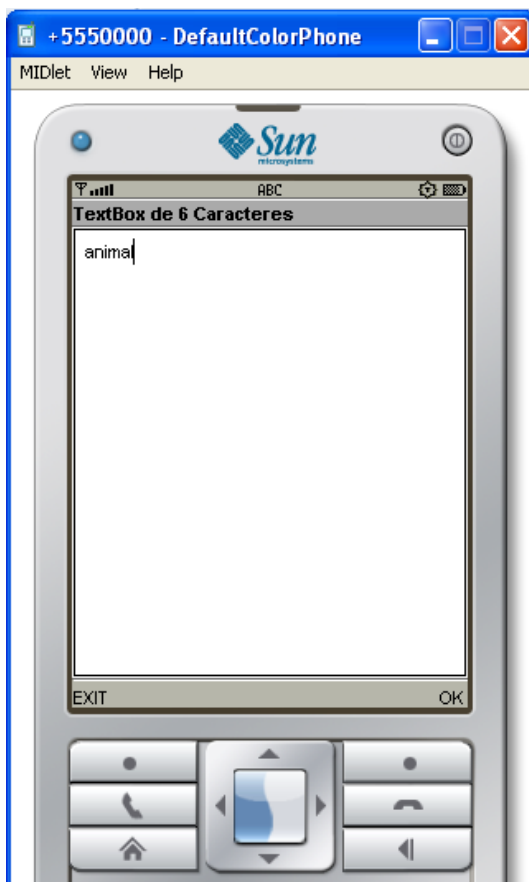 +5550000 - DefaultColorPhone
MIDlet View Help
Sun
microsystems
ABC
TextBox de 6 Caracteres
animal
EXIT OK